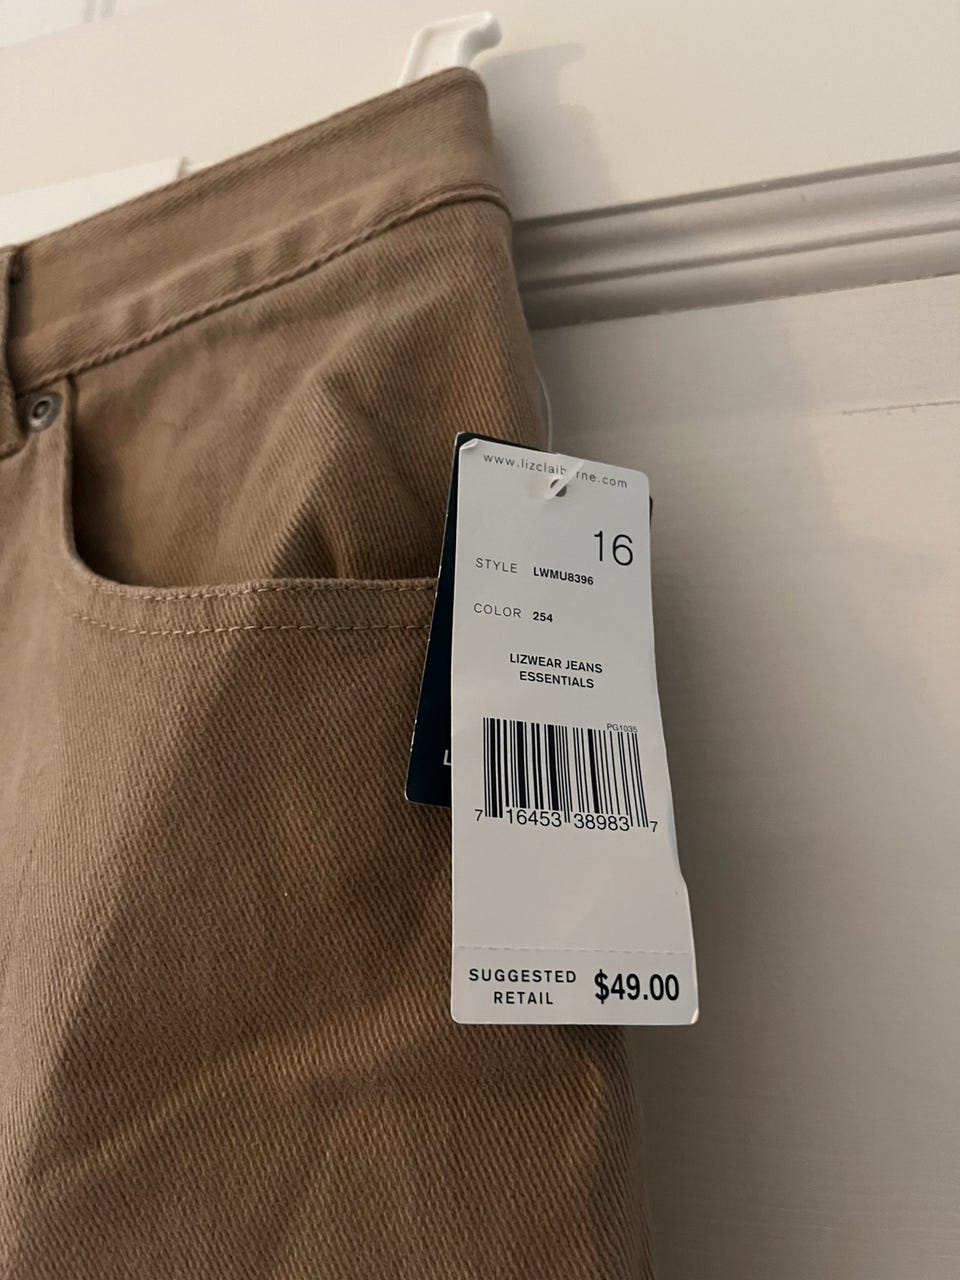 www.lizclaiborne.com
16
STYLE LWMU8396
COLOR 254
LIZWEAR JEANS
ESSENTIALS
PG1035
7 16453 38983 7
L
SUGGESTED
RETAIL $49.00